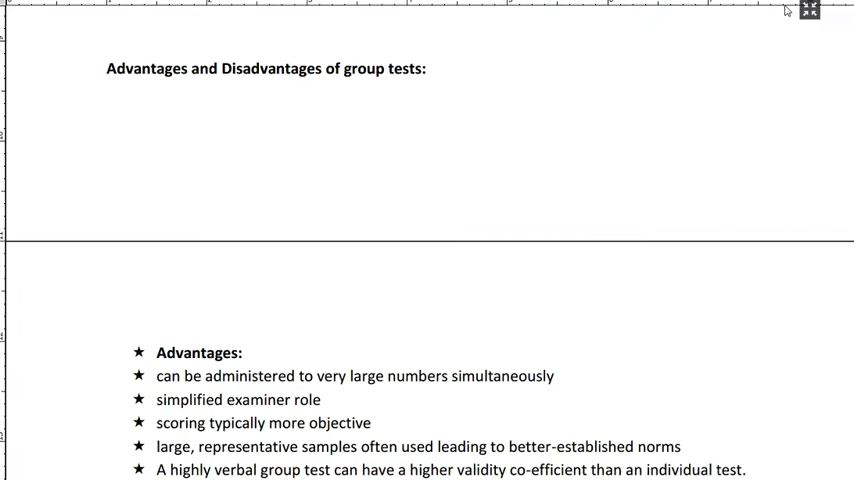 Advantages and Disadvantages of group tests:
★ Advantages:
★ can be administered to very large numbers simultaneously
★ simplified examiner role
★ scoring typically more objective
★ large, representative samples often used leading to better-established norms
★ A highly verbal group test can have a higher validity co-efficient than an individual test.